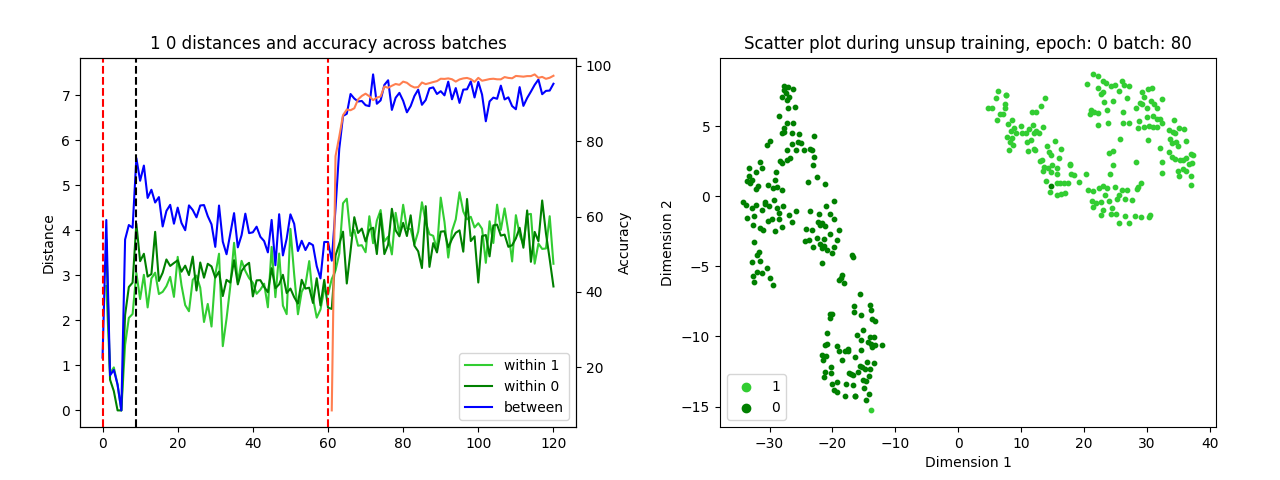 1 0 distances and accuracy across batches
Distance
7
6
5
4
3
2
1
0
0 20 40 60 80 100 120
100
80
60
40
20
Accuracy
within 1
within 0
between
Scatter plot during unsup training, epoch: 0 batch: 80
Dimension 2
5
0
−5
−10
−15
−30 −20 −10 0 10 20 30 40
Dimension 1
1
0